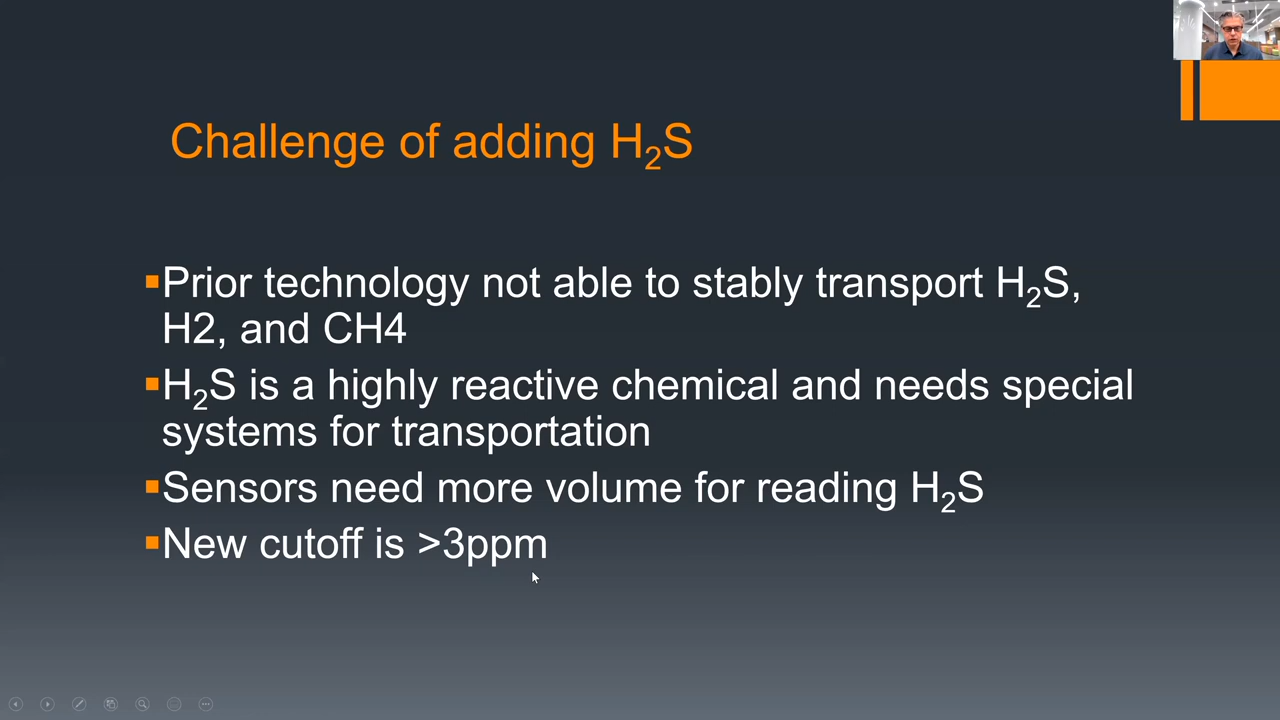 Challenge of adding H₂S
▪Prior technology not able to stably transport H₂S,
H2, and CH4
▪H₂S is a highly reactive chemical and needs special
systems for transportation
▪Sensors need more volume for reading H₂S
▪New cutoff is >3ppm